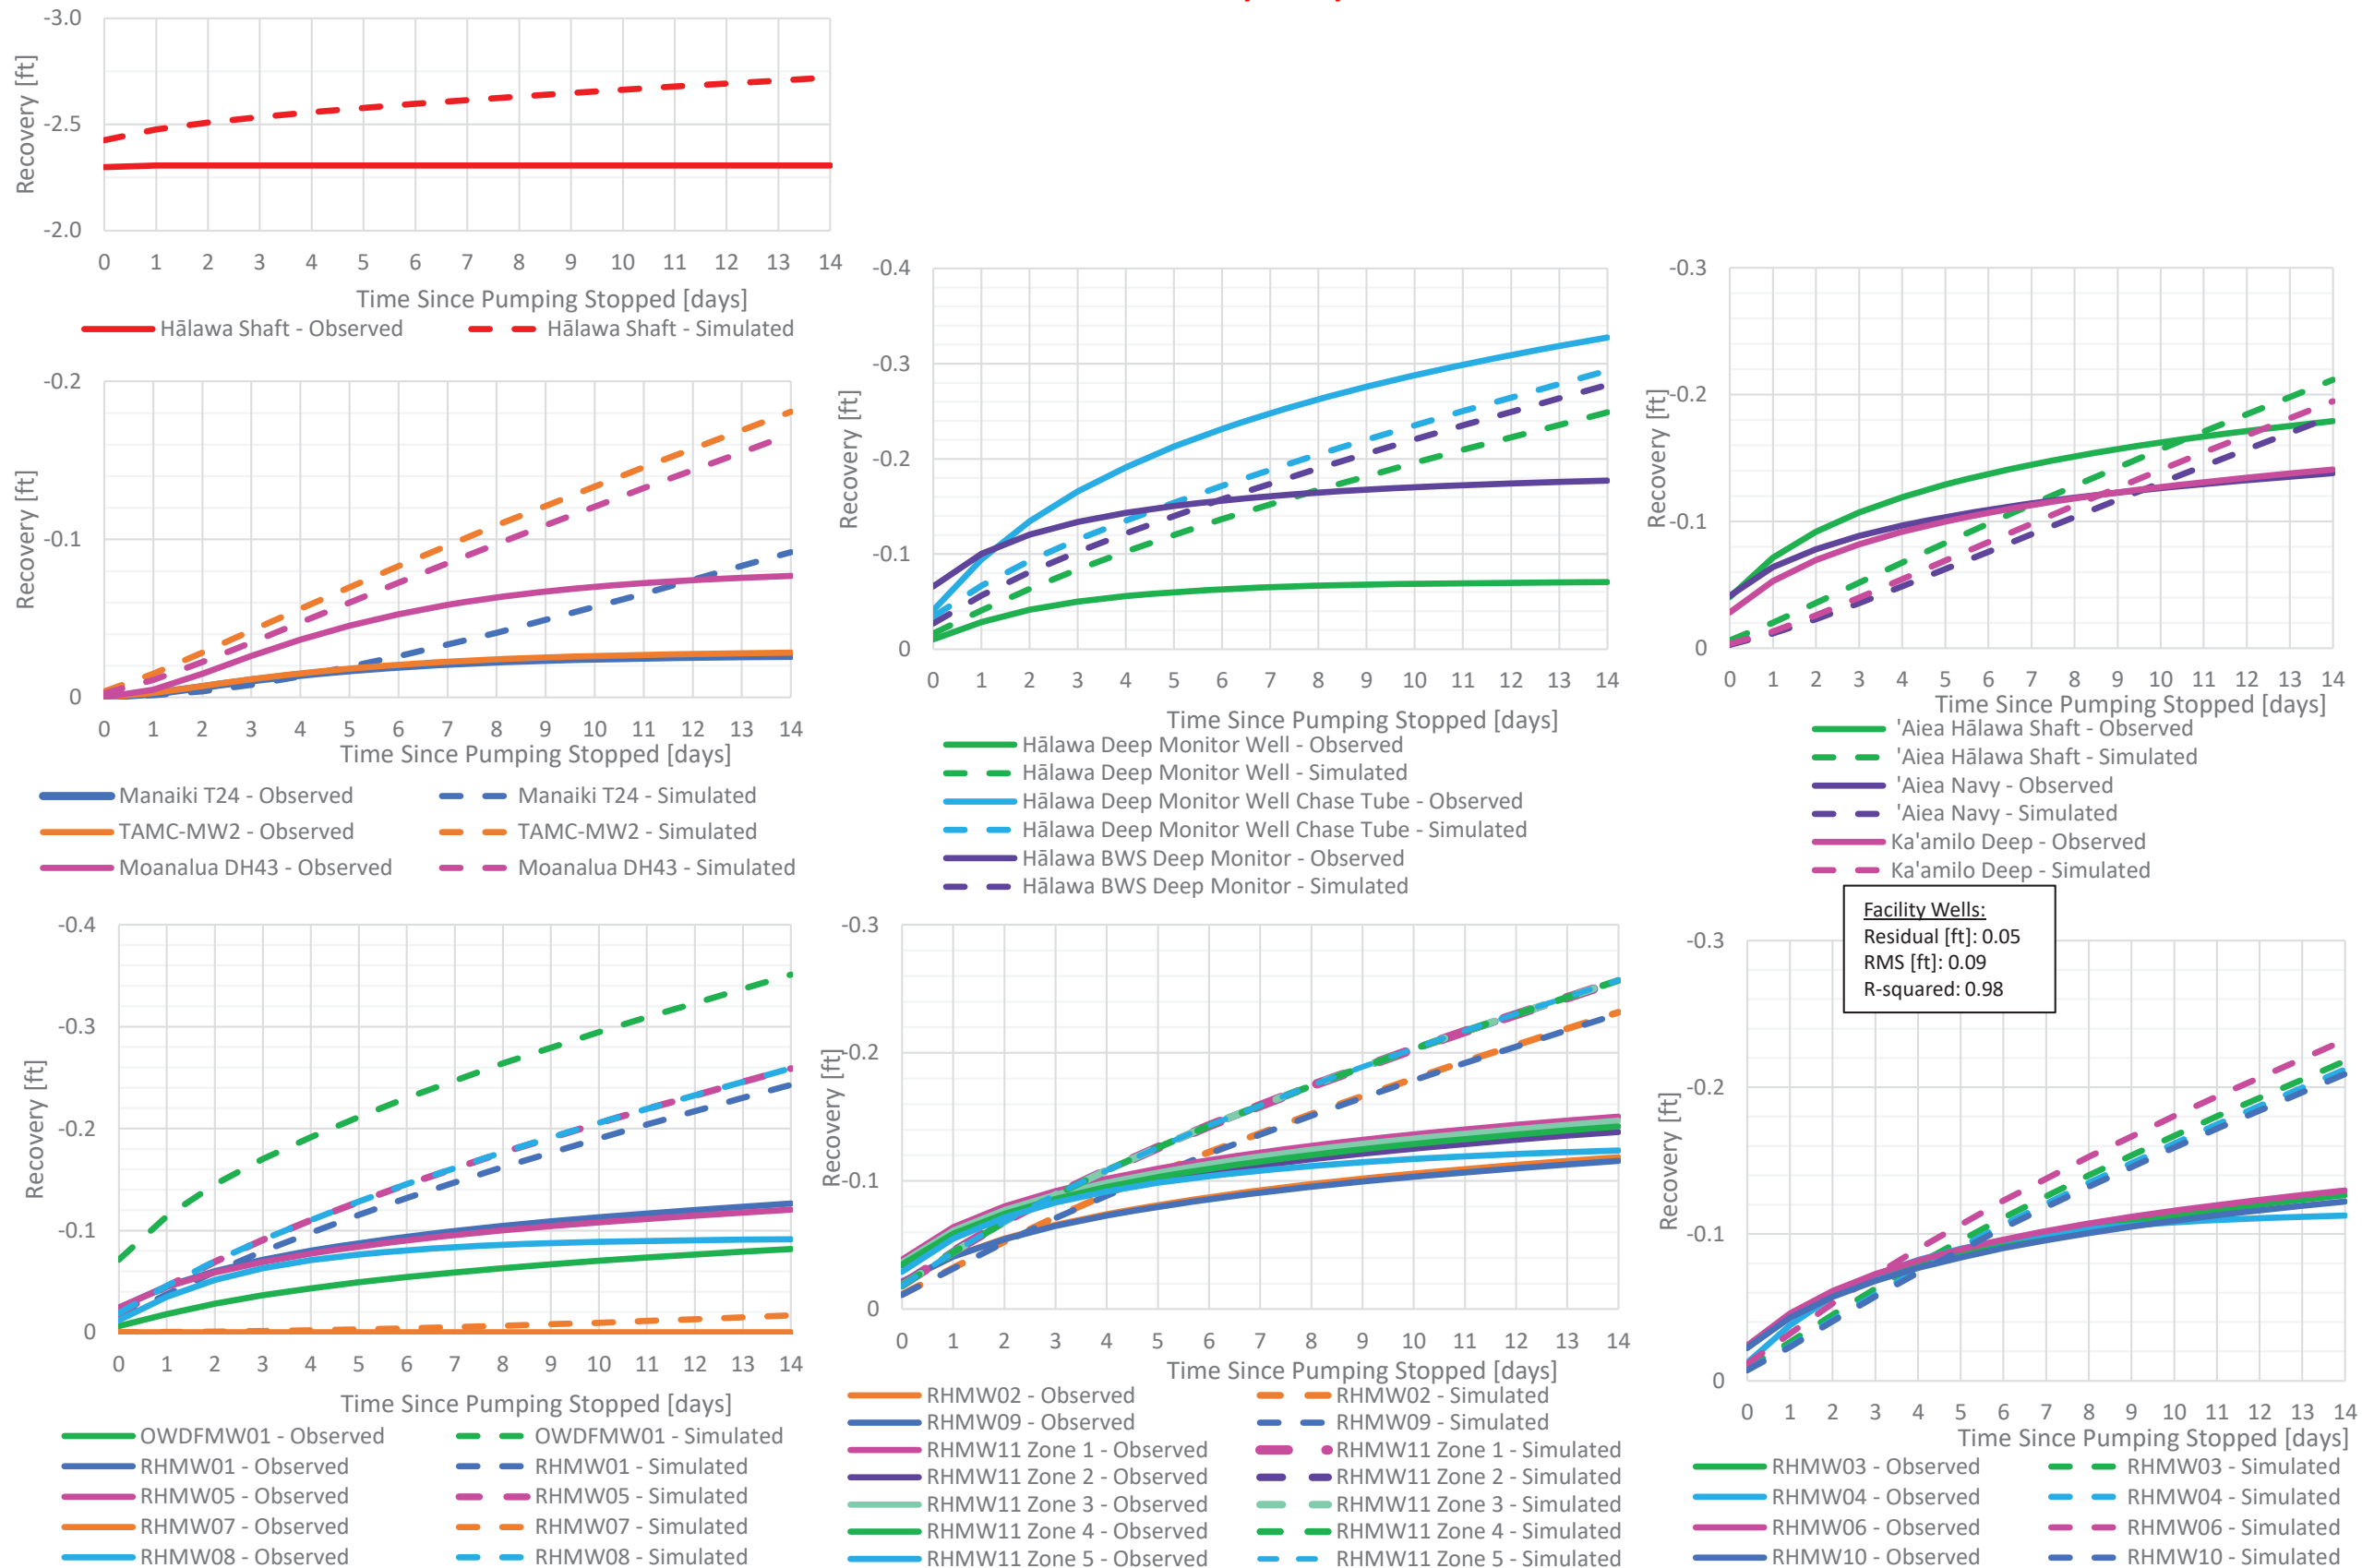 -3.0
-2.5
-2.0
Recovery [ft]
0 1 2 3 4 5 6 7 8 9 10 11 12 13 14
Time Since Pumping Stopped [days]
Hālawa Shaft - Observed
Hālawa Shaft - Simulated
-0.2
-0.1
0
Recovery [ft]
0 1 2 3 4 5 6 7 8 9 10 11 12 13 14
Time Since Pumping Stopped [days]
Manaiki T24 - Observed
Manaiki T24 - Simulated
TAMC-MW2 - Observed
TAMC-MW2 - Simulated
Moanalua DH43 - Observed
Moanalua DH43 - Simulated
-0.4
-0.3
-0.2
-0.1
0
Recovery [ft]
0 1 2 3 4 5 6 7 8 9 10 11 12 13 14
Time Since Pumping Stopped [days]
Hālawa Deep Monitor Well - Observed
Hālawa Deep Monitor Well - Simulated
Hālawa Deep Monitor Well Chase Tube - Observed
Hālawa Deep Monitor Well Chase Tube - Simulated
Hālawa BWS Deep Monitor - Observed
Hālawa BWS Deep Monitor - Simulated
-0.3
-0.2
-0.1
0
Recovery [ft]
0 1 2 3 4 5 6 7 8 9 10 11 12 13 14
Time Since Pumping Stopped [days]
'Aiea Hālawa Shaft - Observed
'Aiea Hālawa Shaft - Simulated
'Aiea Navy - Observed
'Aiea Navy - Simulated
Ka'amilo Deep - Observed
Ka'amilo Deep - Simulated
-0.4
-0.3
-0.2
-0.1
0
Recovery [ft]
0 1 2 3 4 5 6 7 8 9 10 11 12 13 14
Time Since Pumping Stopped [days]
OWDFMW01 - Observed
OWDFMW01 - Simulated
RHMW01 - Observed
RHMW01 - Simulated
RHMW05 - Observed
RHMW05 - Simulated
RHMW07 - Observed
RHMW07 - Simulated
RHMW08 - Observed
RHMW08 - Simulated
-0.3
-0.2
-0.1
0
Recovery [ft]
0 1 2 3 4 5 6 7 8 9 10 11 12 13 14
Time Since Pumping Stopped [days]
RHMW02 - Observed
RHMW02 - Simulated
RHMW09 - Observed
RHMW09 - Simulated
RHMW11 Zone 1 - Observed
RHMW11 Zone 1 - Simulated
RHMW11 Zone 2 - Observed
RHMW11 Zone 2 - Simulated
RHMW11 Zone 3 - Observed
RHMW11 Zone 3 - Simulated
RHMW11 Zone 4 - Observed
RHMW11 Zone 4 - Simulated
RHMW11 Zone 5 - Observed
RHMW11 Zone 5 - Simulated
Facility Wells:
Residual [ft]: 0.05
RMS [ft]: 0.09
R-squared: 0.98
-0.3
-0.2
-0.1
0
Recovery [ft]
0 1 2 3 4 5 6 7 8 9 10 11 12 13 14
Time Since Pumping Stopped [days]
RHMW03 - Observed
RHMW03 - Simulated
RHMW04 - Observed
RHMW04 - Simulated
RHMW06 - Observed
RHMW06 - Simulated
RHMW10 - Observed
RHMW10 - Simulated